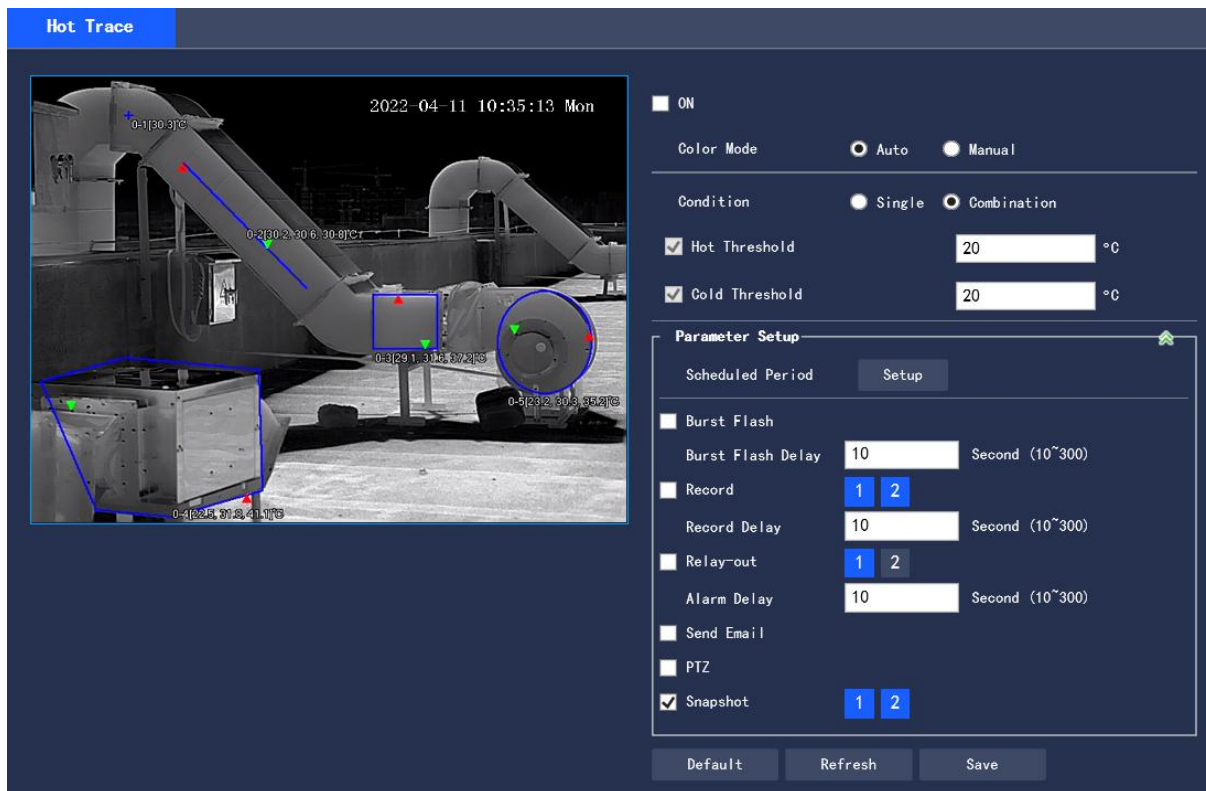 Hot Trace
2022-04-11 10:35:13 Mon
0-1[30.3]°C
0-2[30.2, 30.6, 30.8]°C
0-3[29.1, 31.6, 37.2]°C
0-5[23.2, 30.3, 35.2]°C
0-4[22.5, 31.8, 41.1]°C
ON
Color Mode Auto Manual
Condition Single Combination
Hot Threshold 20 °C
Cold Threshold 20 °C
Parameter Setup
Scheduled Period Setup
Burst Flash
Burst Flash Delay 10 Second (10~300)
Record 1 2
Record Delay 10 Second (10~300)
Relay-out 1 2
Alarm Delay 10 Second (10~300)
Send Email
PTZ
Snapshot 1 2
Default Refresh Save